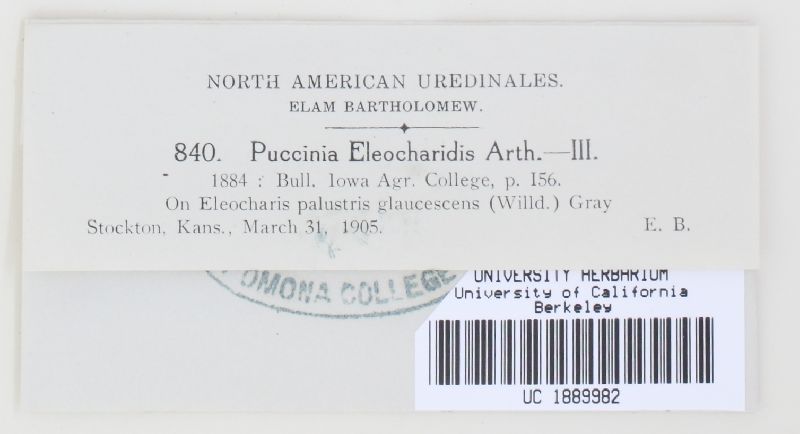 NORTH AMERICAN UREDINALES.
ELAM BARTHOLOMEW.
840. Puccinia Eleocharidis Arth.—III.
1884 : Bull. Iowa Agr. College, p. 156.
On Eleocharis palustris glaucescens (Willd.) Gray
Stockton, Kans., March 31, 1905. E. B.
POMONA COLLEGE
UNIVERSITY HERBARIUM
University of California
Berkeley
UC 1889982